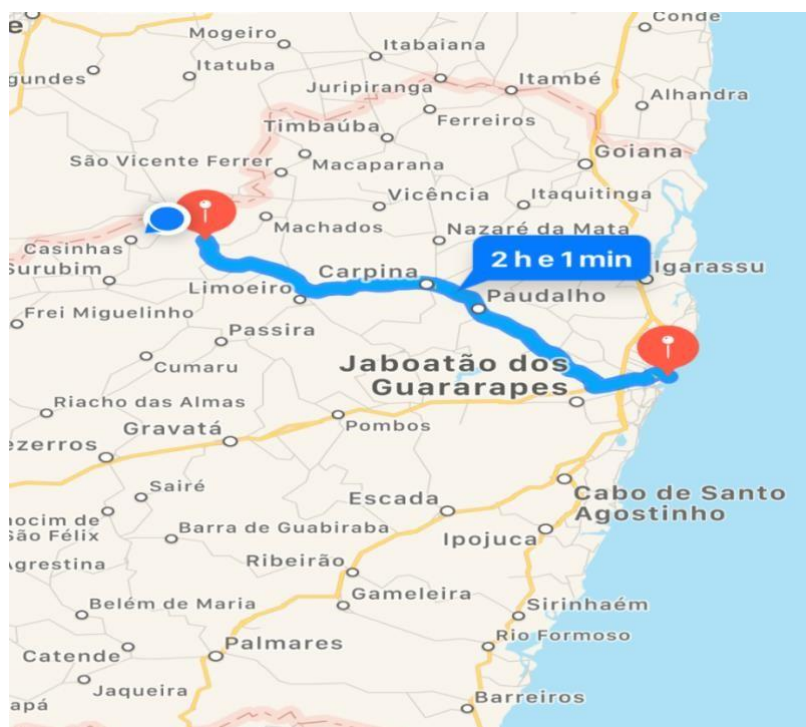 e
Conde
Mogeiro
Itabaiana
Itatuba
gundes
Juripiranga
Itambé
Alhandra
Ferreiros
Timbaúba
Goiana
São Vicente Ferrer
Macaparana
Vicência
Itaquitinga
Machados
Nazaré da Mata
Casinhas
2 h e 1 min
Surubim
Carpina
Igarassu
Limoeiro
Paudalho
Frei Miguelinho
Passira
Jaboatão dos
Guararapes
Cumaru
Riacho das Almas
Gravatá
Pombos
ezerros
Sairé
Escada
Cabo de Santo
Agostinho
nocim de
São Félix
Barra de Guabiraba
Ipojuca
Agrestina
Ribeirão
Gameleira
Belém de Maria
Sirinhaém
Palmares
Rio Formoso
Catende
Jaqueira
Barreiros
apá